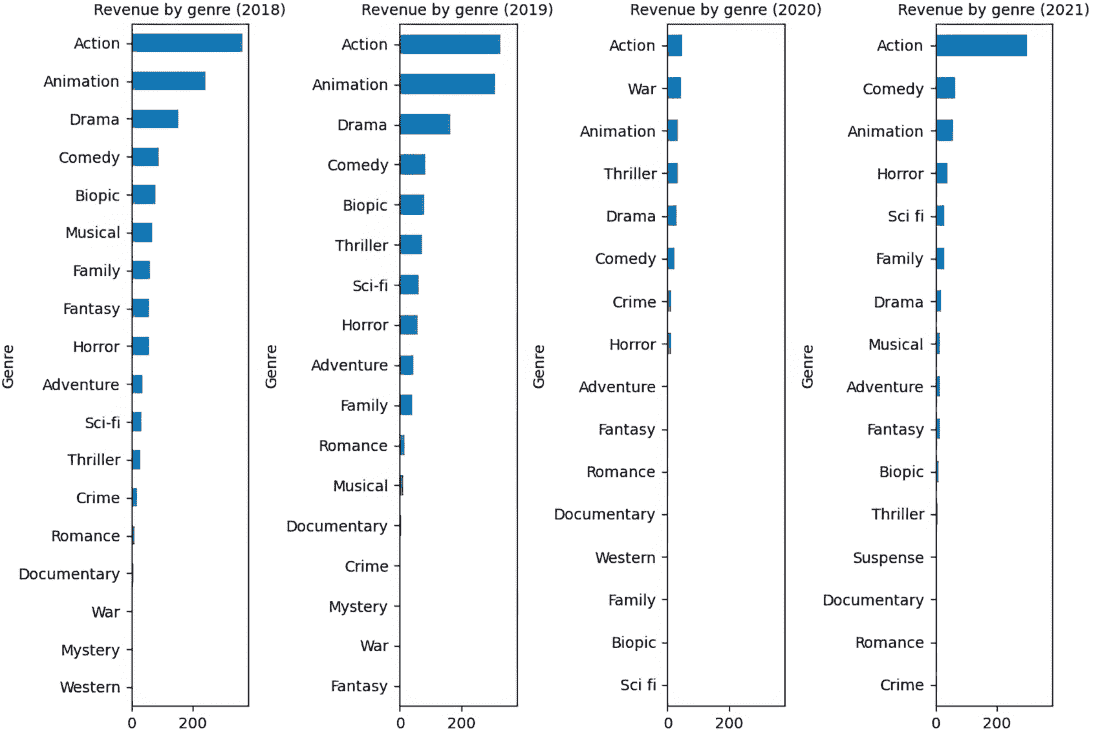 Revenue by genre (2018)
Genre
Action
Animation
Drama
Comedy
Biopic
Musical
Family
Fantasy
Horror
Adventure
Sci-fi
Thriller
Crime
Romance
Documentary
War
Mystery
Western
0 200
Revenue by genre (2019)
Genre
Action
Animation
Drama
Comedy
Biopic
Thriller
Sci-fi
Horror
Adventure
Family
Romance
Musical
Documentary
Crime
Mystery
War
Fantasy
0 200
Revenue by genre (2020)
Genre
Action
War
Animation
Thriller
Drama
Comedy
Crime
Horror
Adventure
Fantasy
Romance
Documentary
Western
Family
Biopic
Sci fi
0 200
Revenue by genre (2021)
Genre
Action
Comedy
Animation
Horror
Sci fi
Family
Drama
Musical
Adventure
Fantasy
Biopic
Thriller
Suspense
Documentary
Romance
Crime
0 200